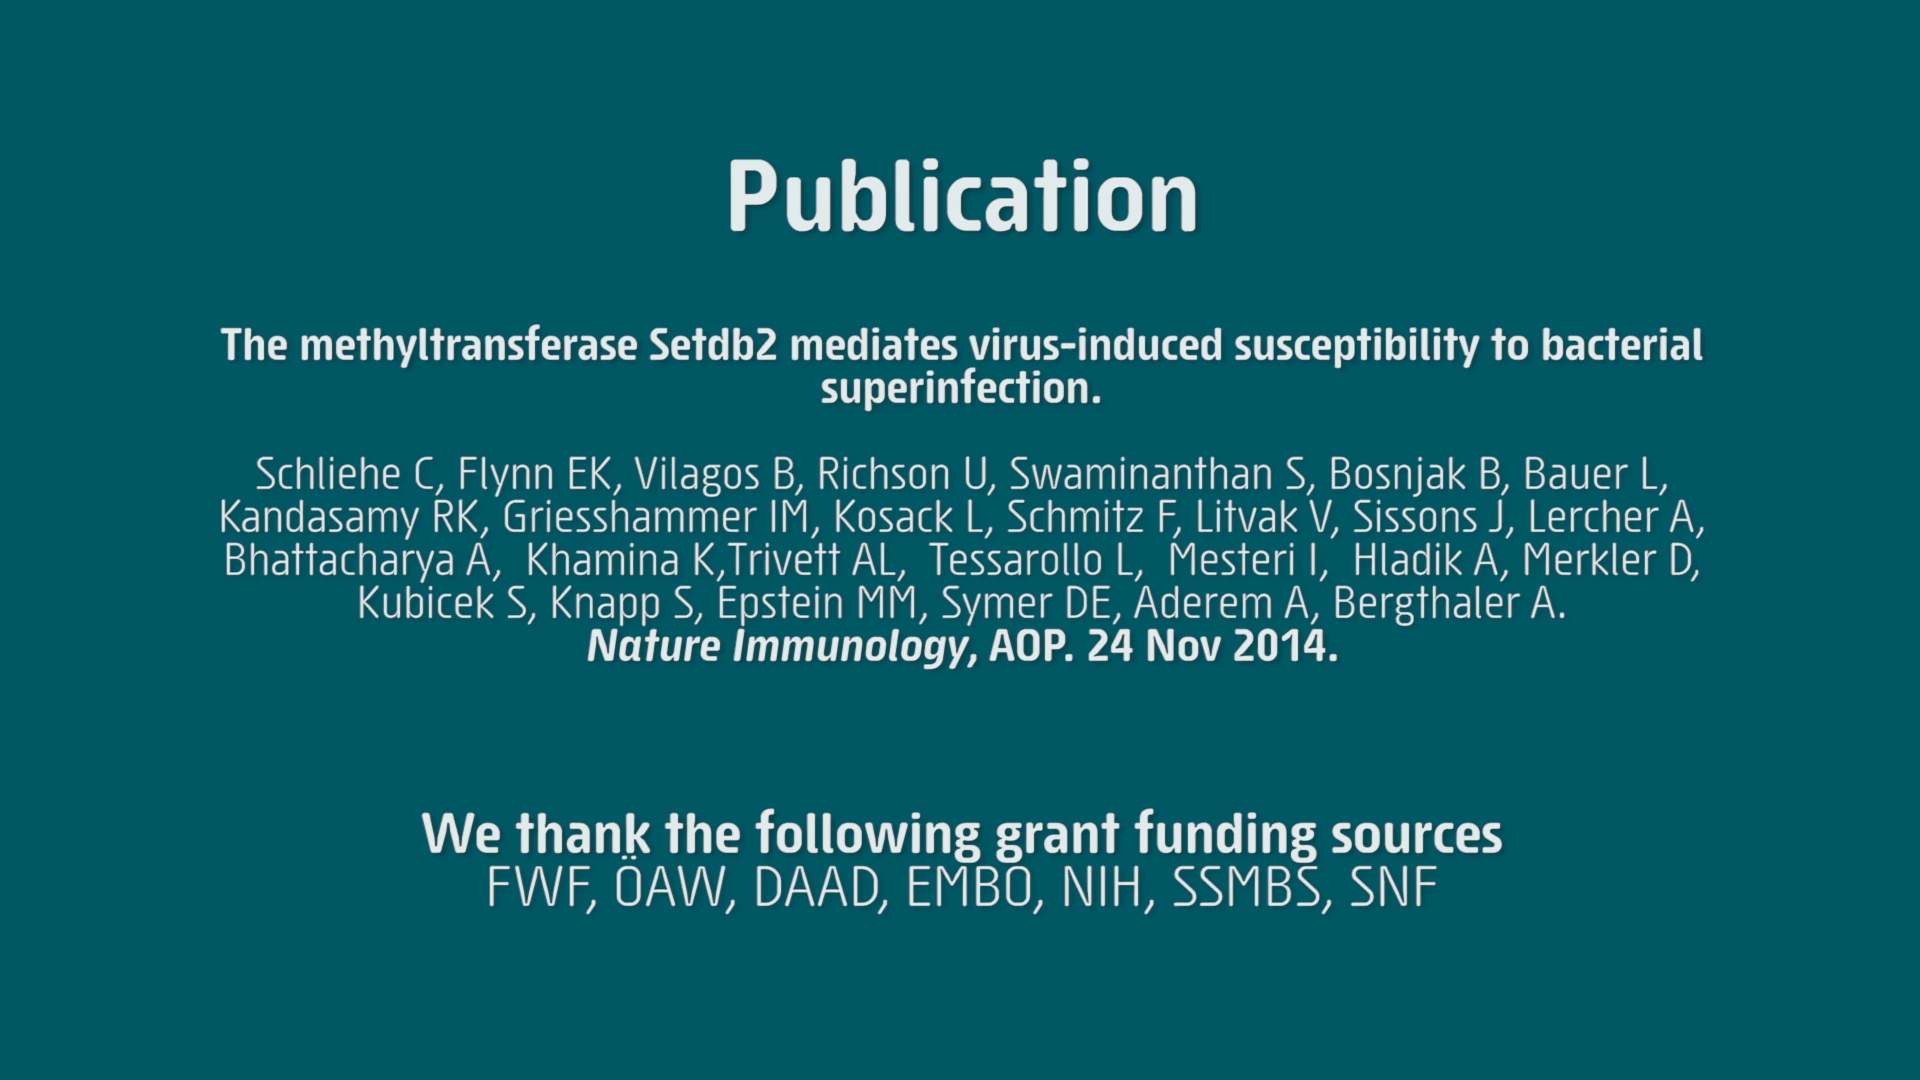 Publication
The methyltransferase Setdb2 mediates virus-induced susceptibility to bacterial
superinfection.
Schliehe C, Flynn EK, Vilagos B, Richson U, Swaminanthan S, Bosnjak B, Bauer L,
Kandasamy RK, Griesshammer IM, Kosack L, Schmitz F, Litvak V, Sissons J, Lercher A,
Bhattacharya A,  Khamina K,Trivett AL,  Tessarollo L,  Mesteri I,  Hladik A, Merkler D,
Kubicek S, Knapp S, Epstein MM, Symer DE, Aderem A, Bergthaler A.
Nature Immunology, AOP. 24 Nov 2014.
We thank the following grant funding sources
FWF, ÖAW, DAAD, EMBO, NIH, SSMBS, SNF